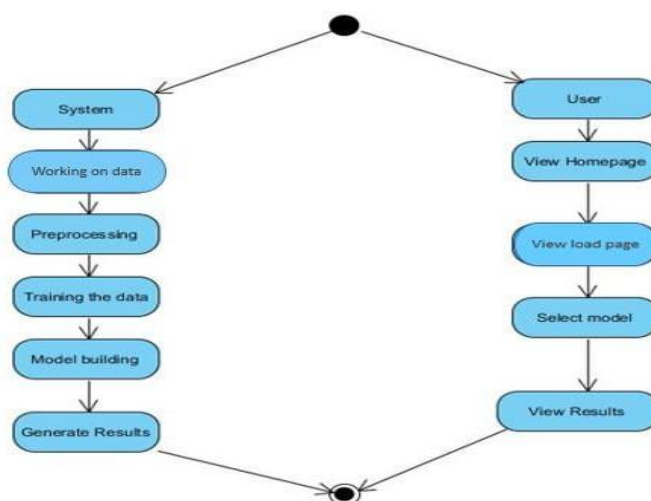 System
Working on data
Preprocessing
Training the data
Model building
Generate Results
User
View Homepage
View load page
Select model
View Results